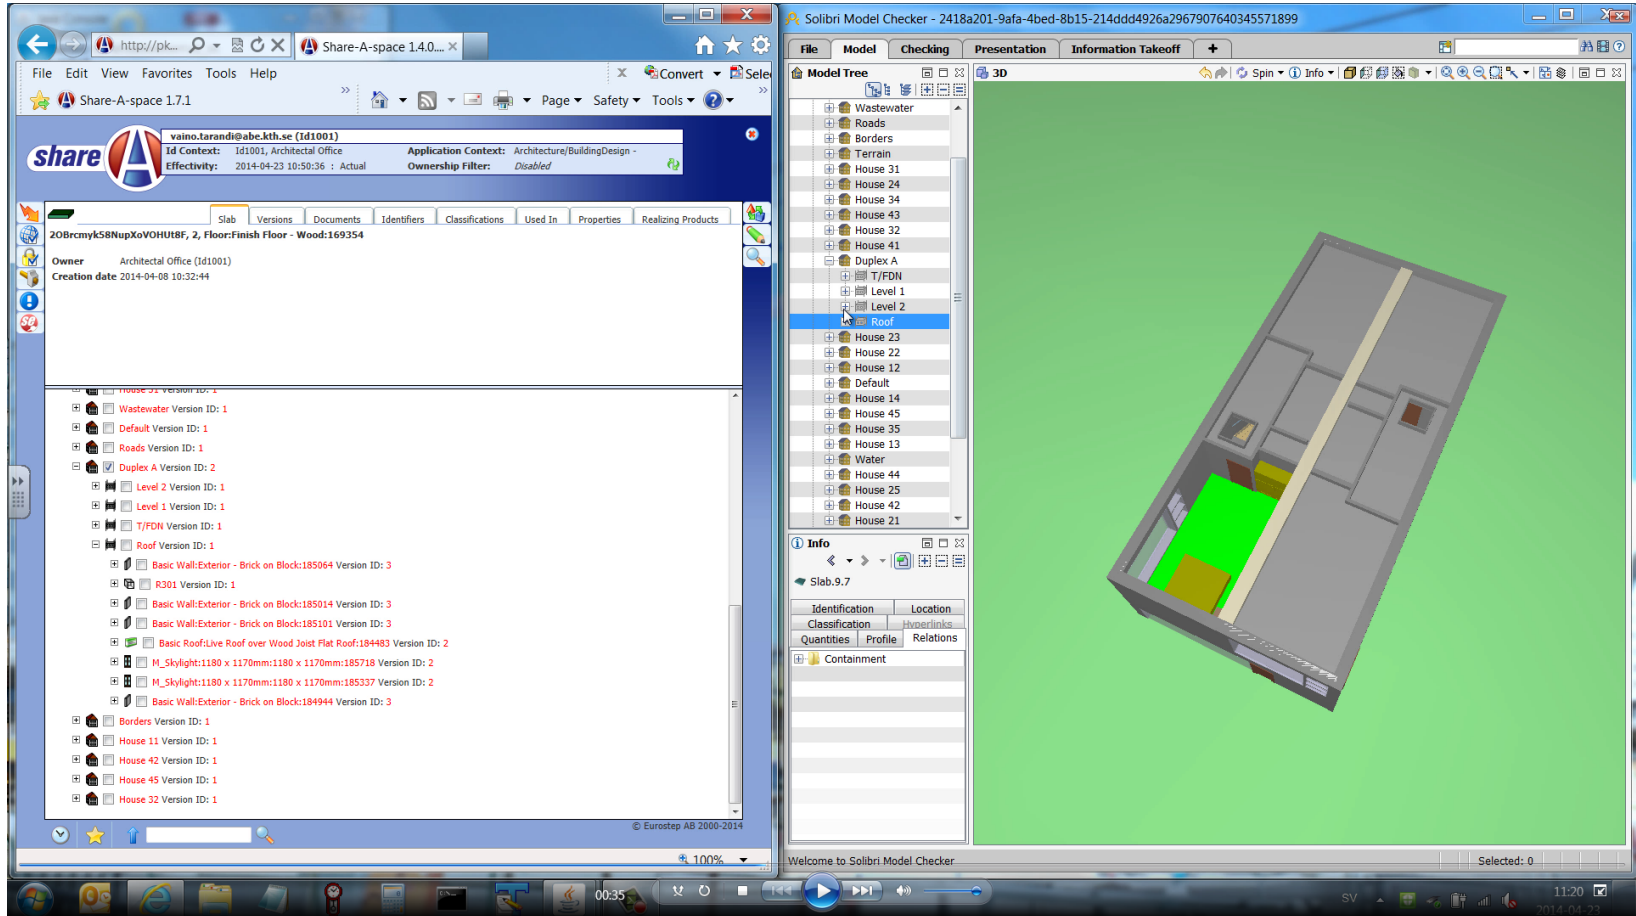 http://pk...
Share-A-space 1.4.0....
File Edit View Favorites Tools Help
x Convert Sele
Share-A-space 1.7.1
Page Safety Tools
share
vaino.tarandi@abe.kth.se (Id1001)
Id Context: Id1001, Architectal Office Application Context: Architecture/BuildingDesign -
Effectivity: 2014-04-23 10:50:36 : Actual Ownership Filter: Disabled
Slab Versions Documents Identifiers Classifications Used In Properties Realizing Products
2OBrcmyk58NupXoVOHUt8F, 2, Floor:Finish Floor - Wood:169354
Owner Architectal Office (Id1001)
Creation date 2014-04-08 10:32:44
House 31 Version ID: 1
Wastewater Version ID: 1
Default Version ID: 1
Roads Version ID: 1
Duplex A Version ID: 2
Level 2 Version ID: 1
Level 1 Version ID: 1
T/FDN Version ID: 1
Roof Version ID: 1
Basic Wall:Exterior - Brick on Block:185064 Version ID: 3
R301 Version ID: 1
Basic Wall:Exterior - Brick on Block:185014 Version ID: 3
Basic Wall:Exterior - Brick on Block:185101 Version ID: 3
Basic Roof:Live Roof over Wood Joist Flat Roof:184483 Version ID: 2
M_Skylight:1180 x 1170mm:1180 x 1170mm:185718 Version ID: 2
M_Skylight:1180 x 1170mm:1180 x 1170mm:185337 Version ID: 2
Basic Wall:Exterior - Brick on Block:184944 Version ID: 3
Borders Version ID: 1
House 11 Version ID: 1
House 42 Version ID: 1
House 45 Version ID: 1
House 32 Version ID: 1
© Eurostep AB 2000-2014
100%
Solibri Model Checker - 2418a201-9afa-4bed-8b15-214ddd4926a2967907640345571899
File Model Checking Presentation Information Takeoff +
Model Tree
3D
Spin Info
Wastewater
Roads
Borders
Terrain
House 31
House 24
House 34
House 43
House 32
House 41
Duplex A
T/FDN
Level 1
Level 2
Roof
House 23
House 22
House 12
Default
House 14
House 45
House 35
House 13
Water
House 44
House 25
House 42
House 21
Info
Slab.9.7
Identification Location
Classification Hyperlinks
Quantities Profile Relations
Containment
Welcome to Solibri Model Checker
Selected: 0
00:35
SV
11:20
2014-04-23